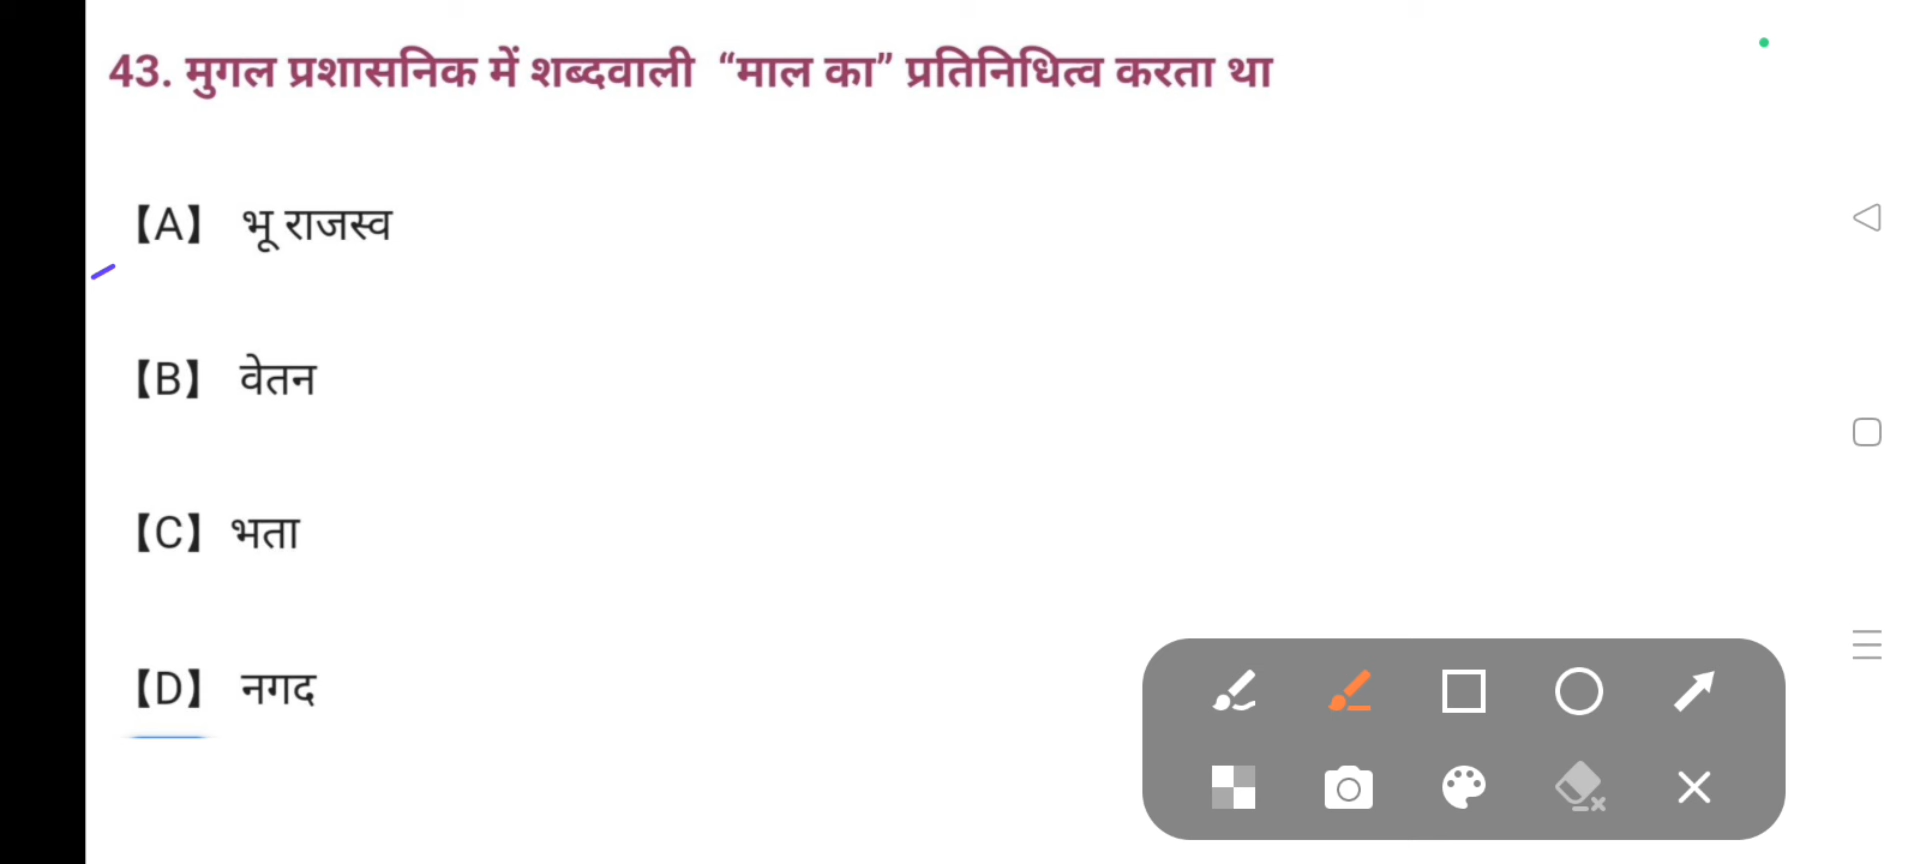 43. मुगल प्रशासनिक में शब्दवाली “माल का” प्रतिनिधित्व करता था
【A】 भू राजस्व
【B】 वेतन
【C】 भता
【D】 नगद